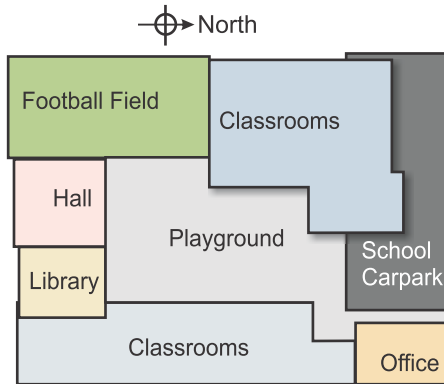 North
Football Field
Classrooms
Hall
Playground
School
Carpark
Library
Classrooms
Office